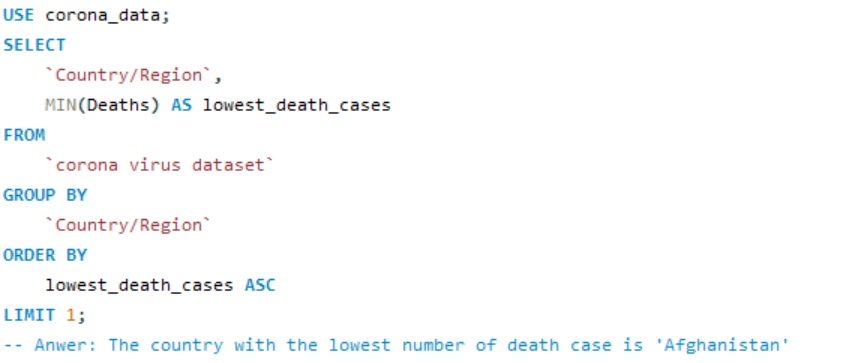 USE corona_data;
SELECT
`Country/Region`,
MIN(Deaths) AS lowest_death_cases
FROM
`corona virus dataset`
GROUP BY
`Country/Region`
ORDER BY
lowest_death_cases ASC
LIMIT 1;
-- Anwer: The country with the lowest number of death case is 'Afghanistan'